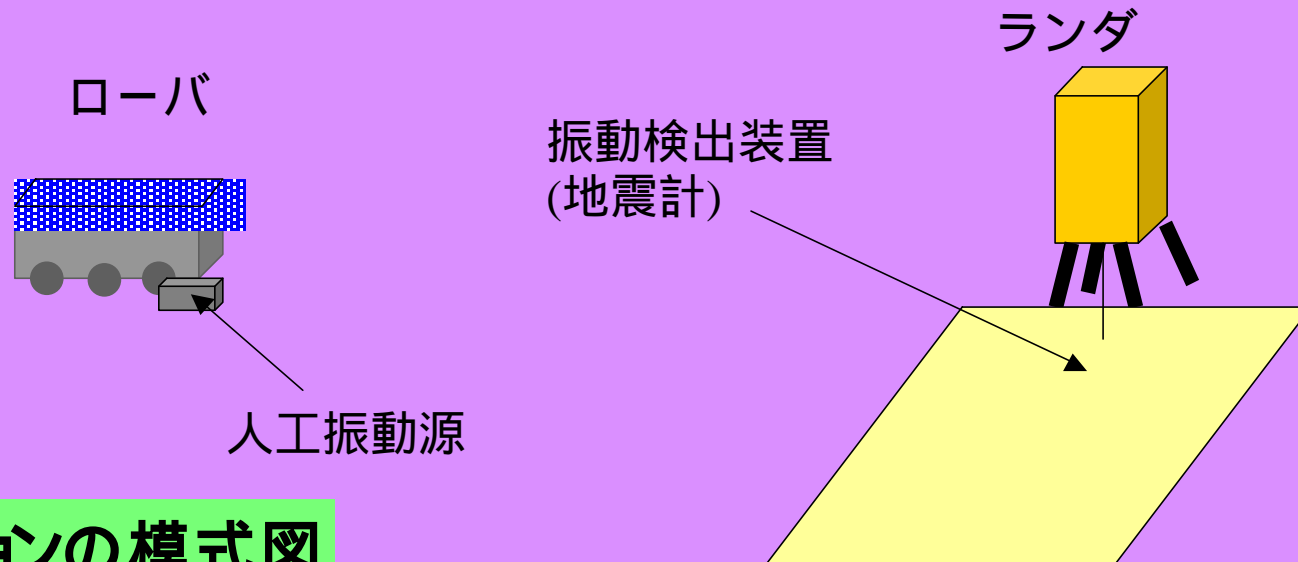 ランダ
ローバ
振動検出装置
(地震計)
人工振動源
ョンの模式図